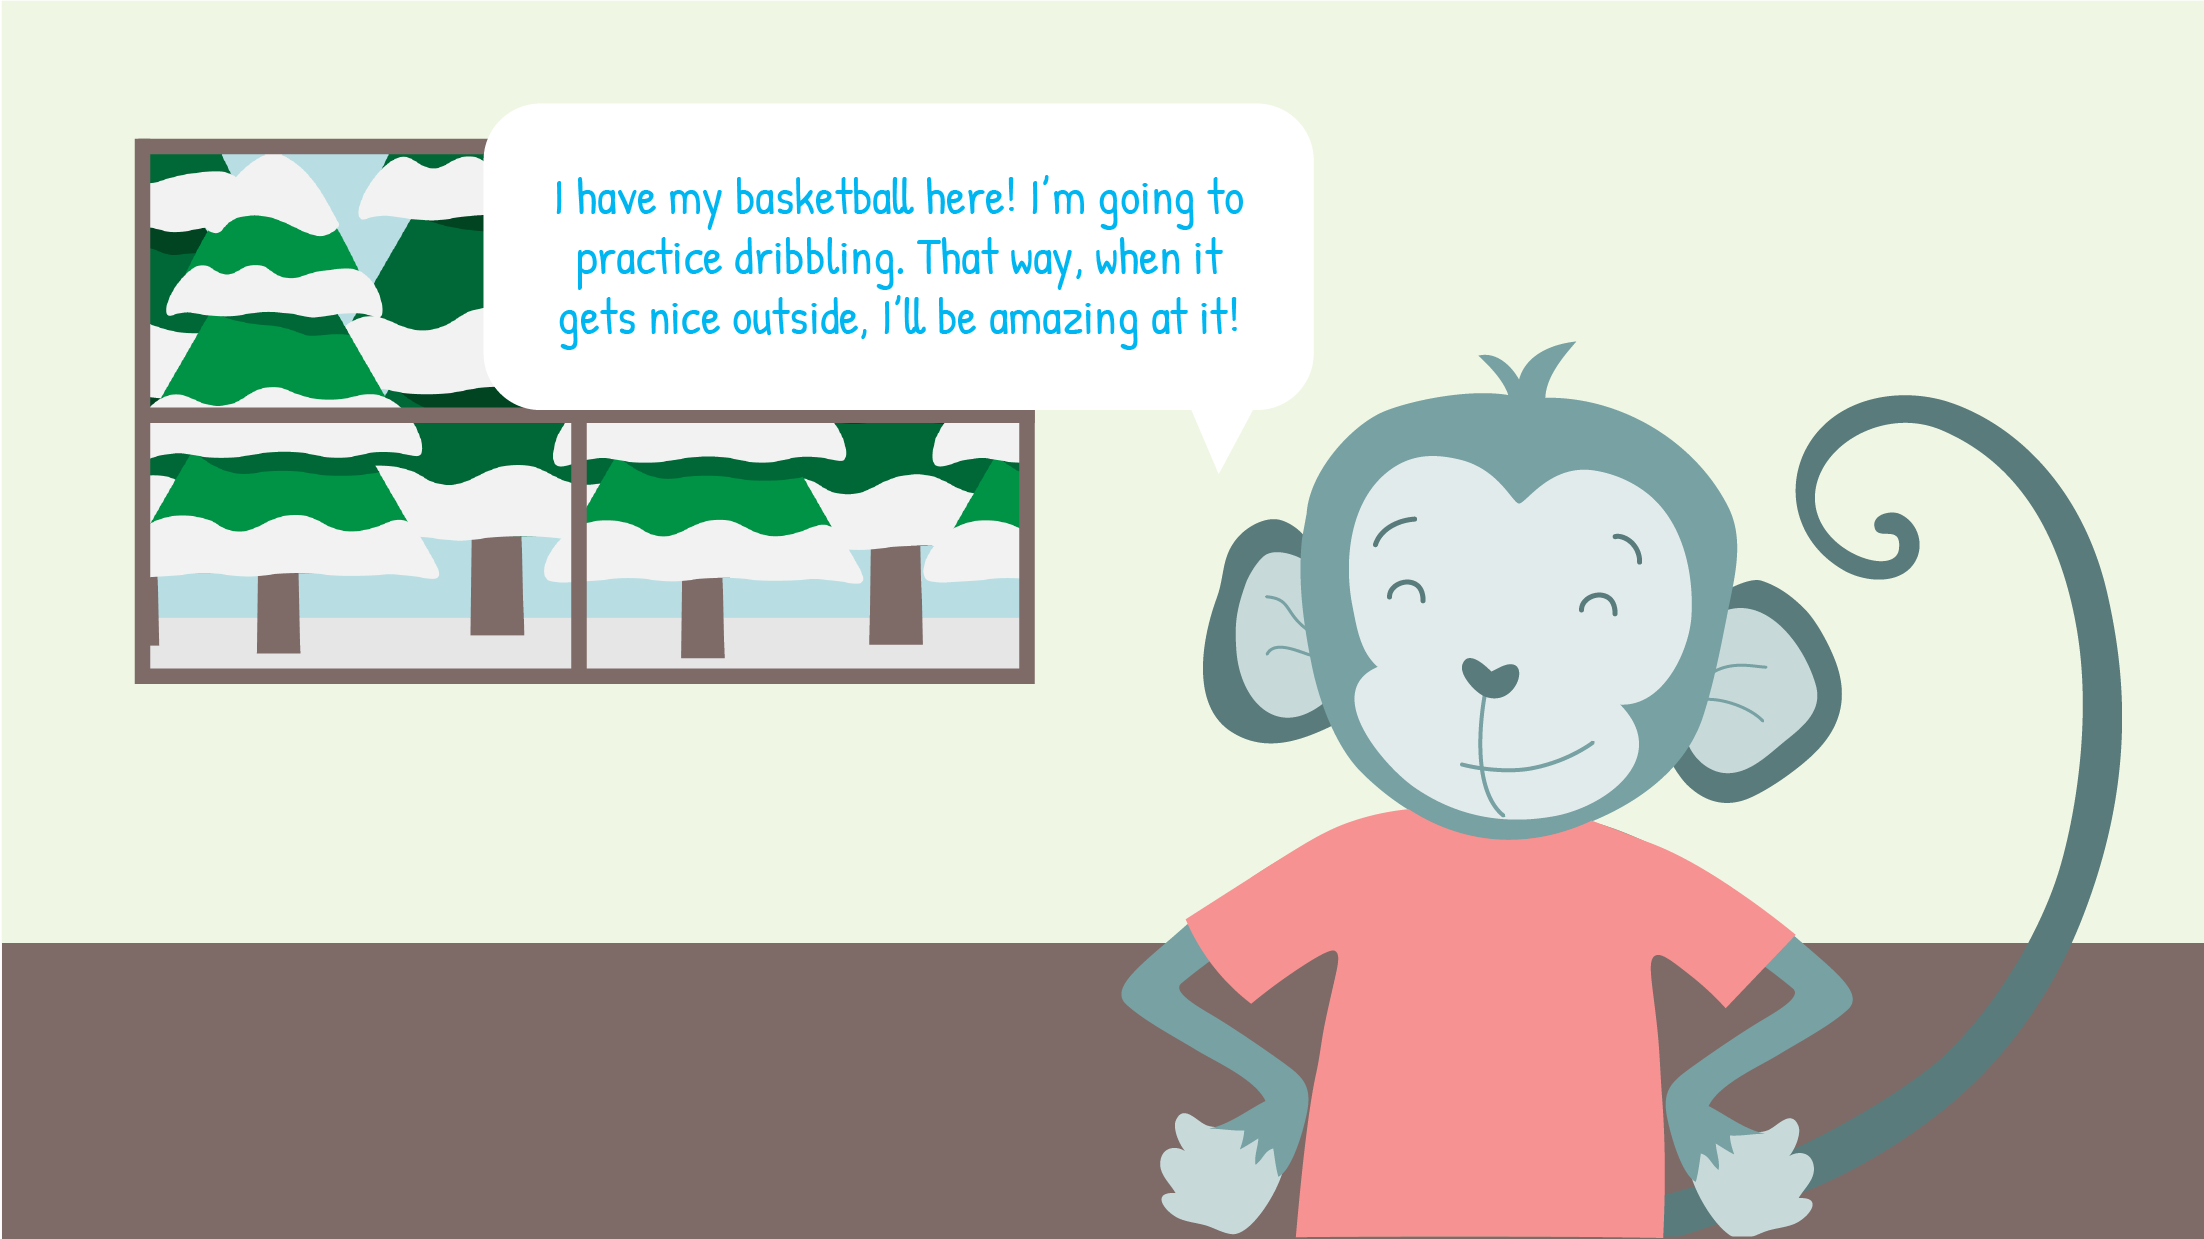 I have my basketball here! I'm going to
practice dribbling. That way, when it
gets nice outside, I'll be amazing at it!